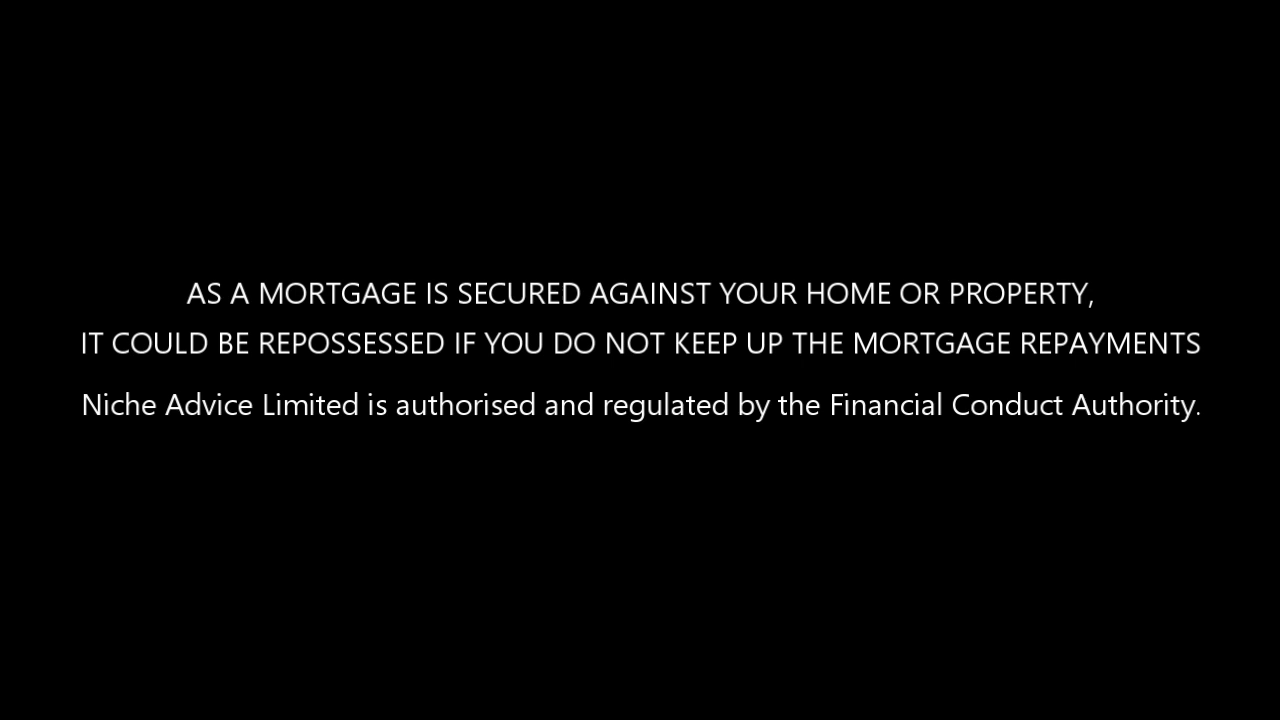 AS A MORTGAGE IS SECURED AGAINST YOUR HOME OR PROPERTY,
IT COULD BE REPOSSESSED IF YOU DO NOT KEEP UP THE MORTGAGE REPAYMENTS
Niche Advice Limited is authorised and regulated by the Financial Conduct Authority.